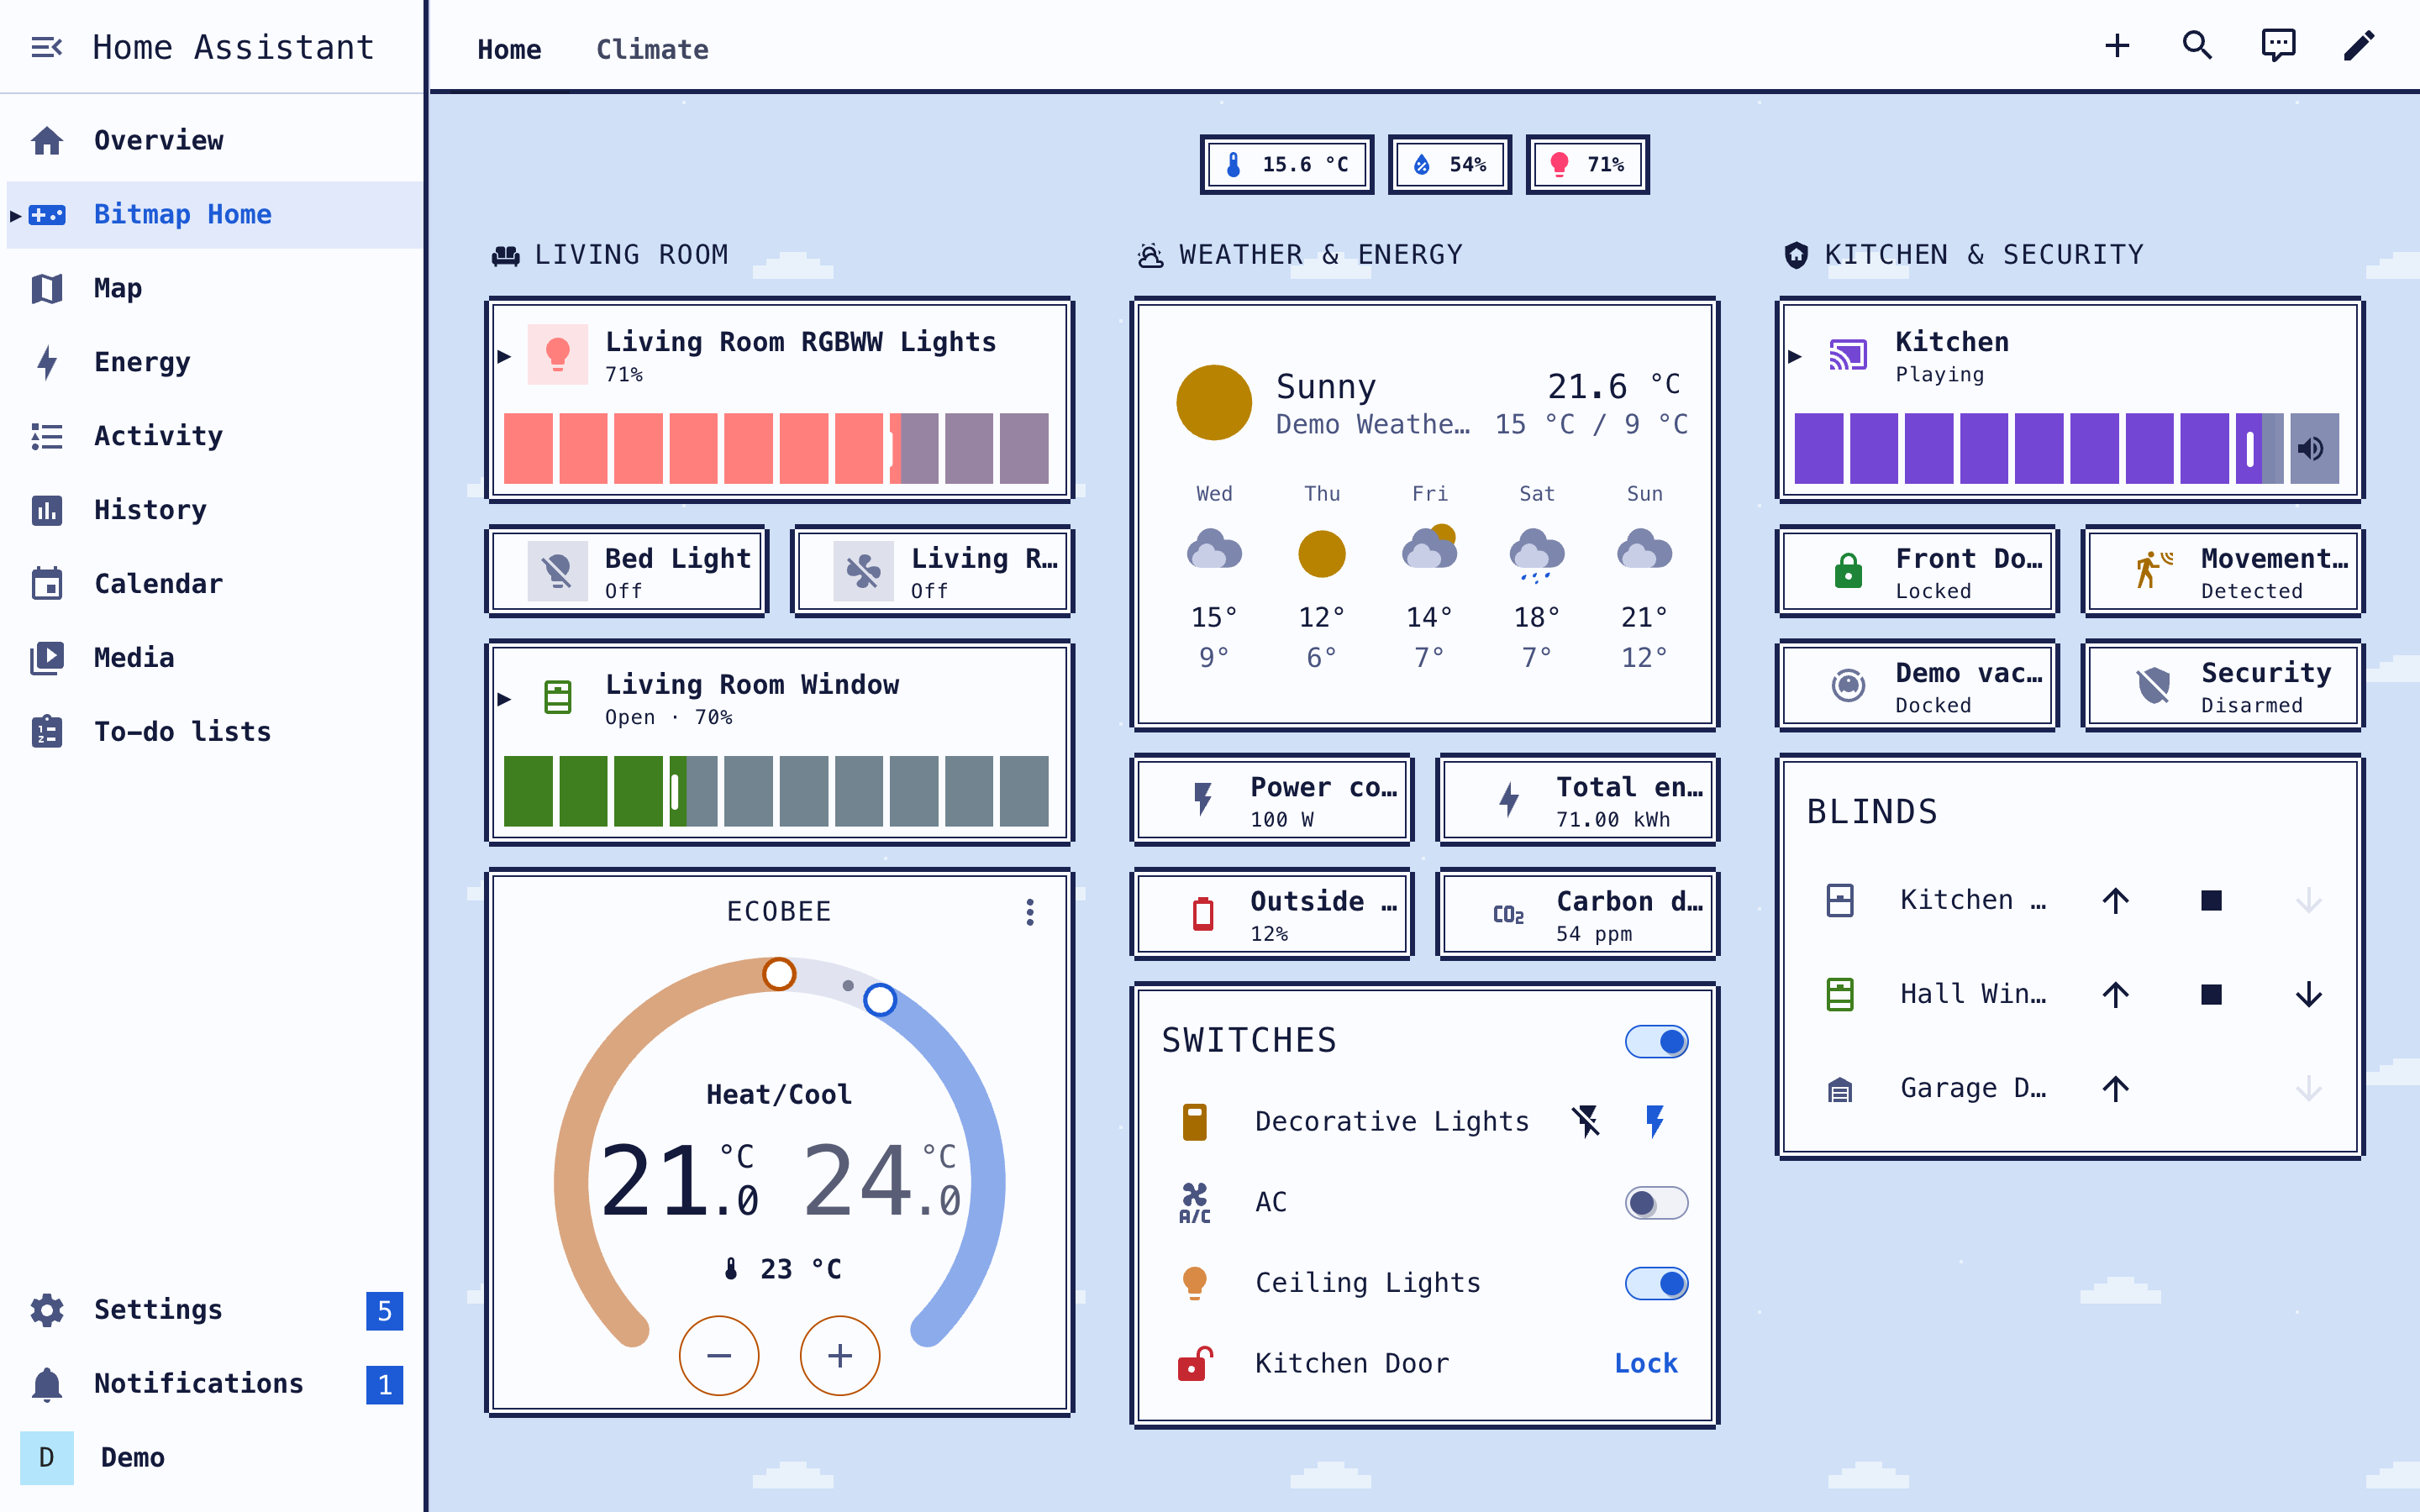 Home Assistant
Overview
Bitmap Home
Map
Energy
Activity
History
Calendar
Media
To-do lists
Settings 5
Notifications 1
D Demo
Home Climate
15.6 °C 54% 71%
LIVING ROOM
Living Room RGBWW Lights
71%
Bed Light
Off
Living R…
Off
Living Room Window
Open · 70%
ECOBEE
Heat/Cool
21.0 °C 24.0 °C
23 °C
WEATHER & ENERGY
Sunny 21.6 °C
Demo Weathe… 15 °C / 9 °C
Wed Thu Fri Sat Sun
15° 12° 14° 18° 21°
9° 6° 7° 7° 12°
Power co…
100 W
Total en…
71.00 kWh
Outside …
12%
CO₂
Carbon d…
54 ppm
SWITCHES
Decorative Lights
A/C
AC
Ceiling Lights
Kitchen Door Lock
KITCHEN & SECURITY
Kitchen
Playing
Front Do…
Locked
Movement…
Detected
Demo vac…
Docked
Security
Disarmed
BLINDS
Kitchen …
Hall Win…
Garage D…